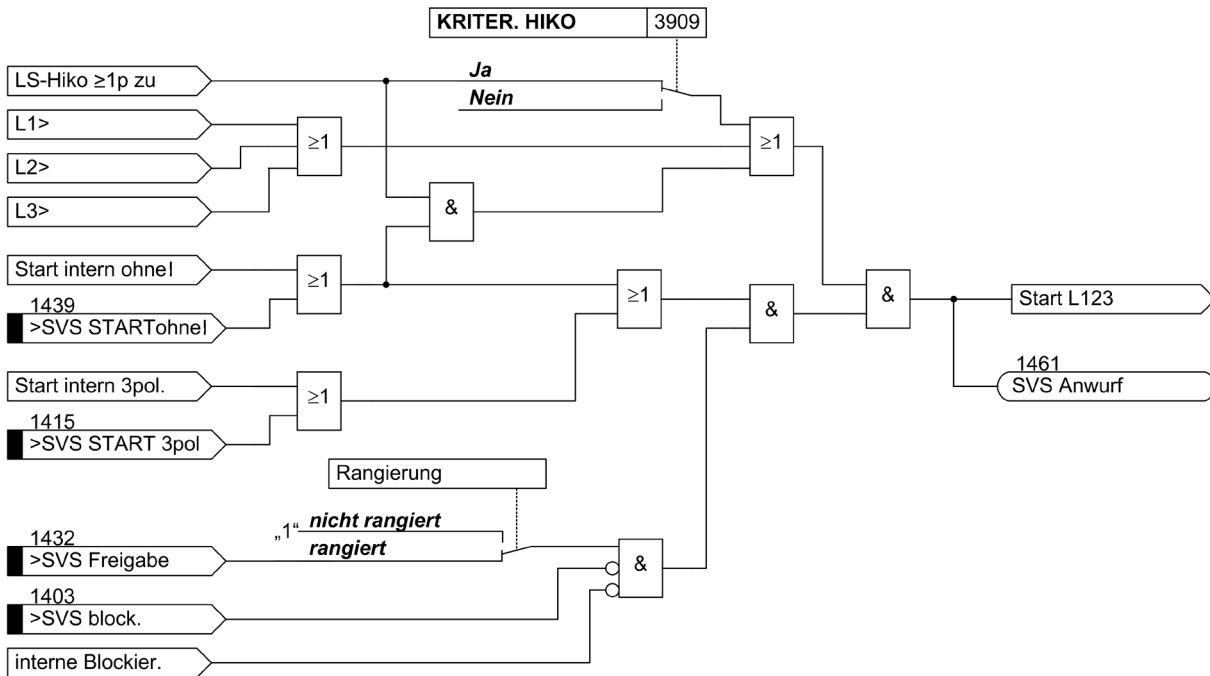 KRITER. HIKO 3909
LS-Hiko ≥1p zu
Ja
Nein
L1>
L2>
L3>
≥1
≥1
&
Start intern ohneI
1439
>SVS STARTohneI
≥1
≥1
&
&
Start L123
1461
SVS Anwurf
Start intern 3pol.
1415
>SVS START 3pol
≥1
Rangierung
„1“ nicht rangiert
rangiert
1432
>SVS Freigabe
&
1403
>SVS block.
interne Blockier.